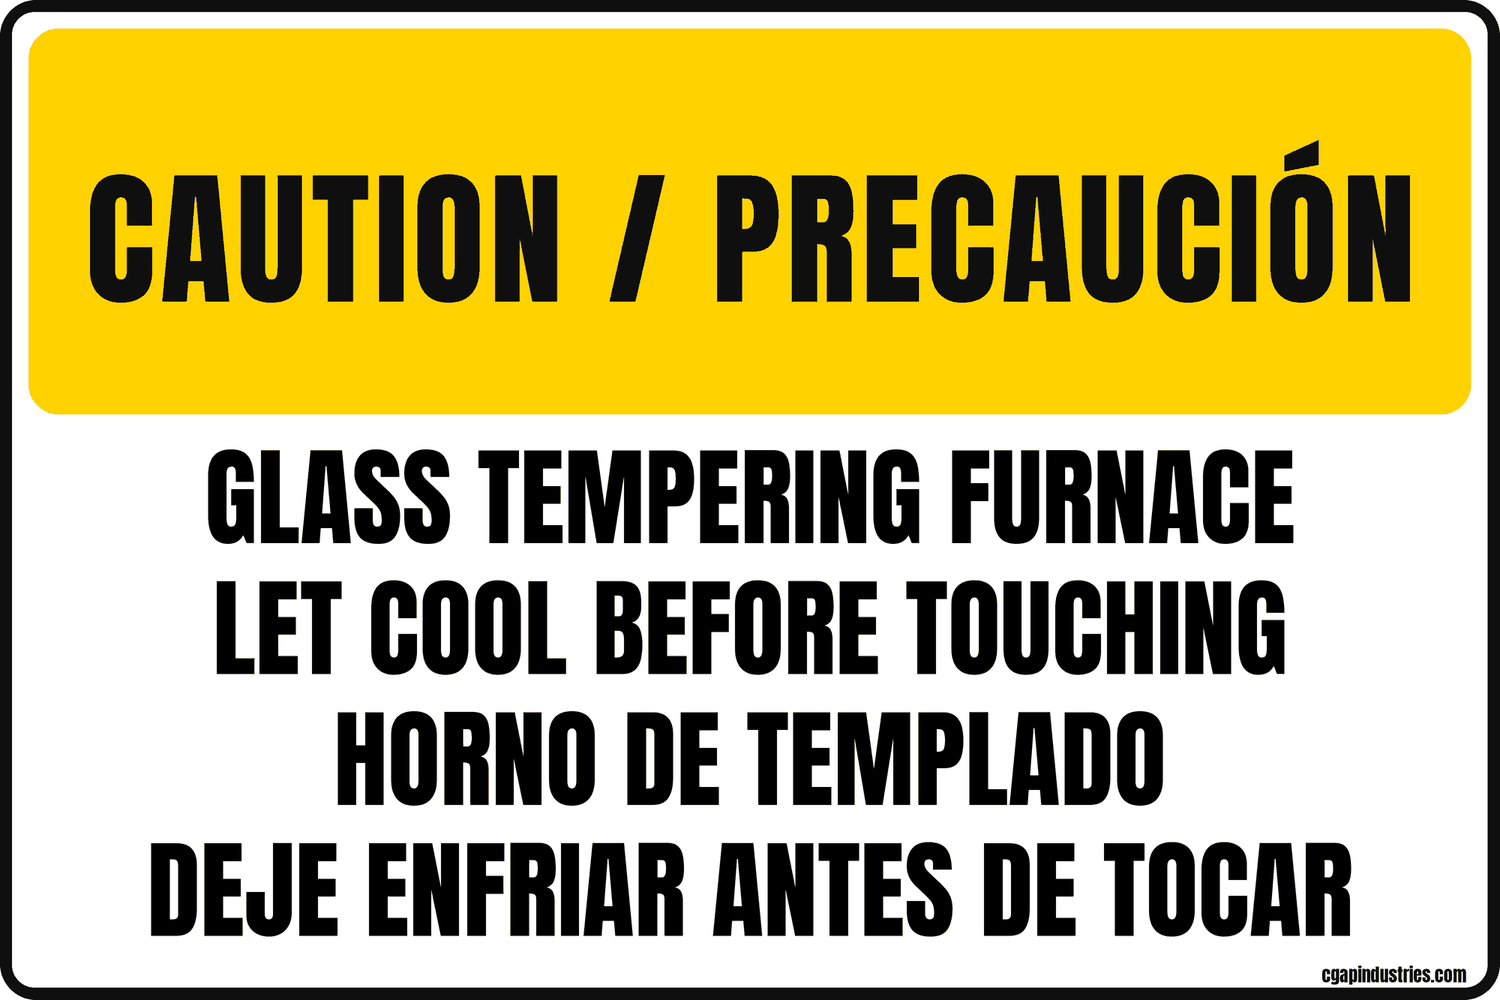 CAUTION / PRECAUCIÓN
GLASS TEMPERING FURNACE
LET COOL BEFORE TOUCHING
HORNO DE TEMPLADO
DEJE ENFRIAR ANTES DE TOCAR
cgapindustries.com